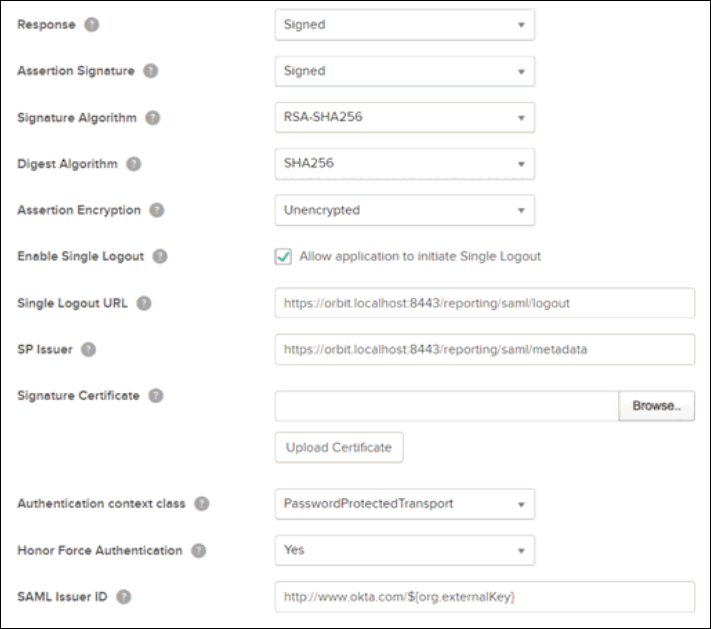 Response ? Signed
Assertion Signature ? Signed
Signature Algorithm ? RSA-SHA256
Digest Algorithm ? SHA256
Assertion Encryption ? Unencrypted
Enable Single Logout ? Allow application to initiate Single Logout
Single Logout URL ? https://orbit.localhost:8443/reporting/saml/logout
SP Issuer ? https://orbit.localhost:8443/reporting/saml/metadata
Signature Certificate ? Browse..
Upload Certificate
Authentication context class ? PasswordProtectedTransport
Honor Force Authentication ? Yes
SAML Issuer ID ? http://www.okta.com/${org.externalKey}